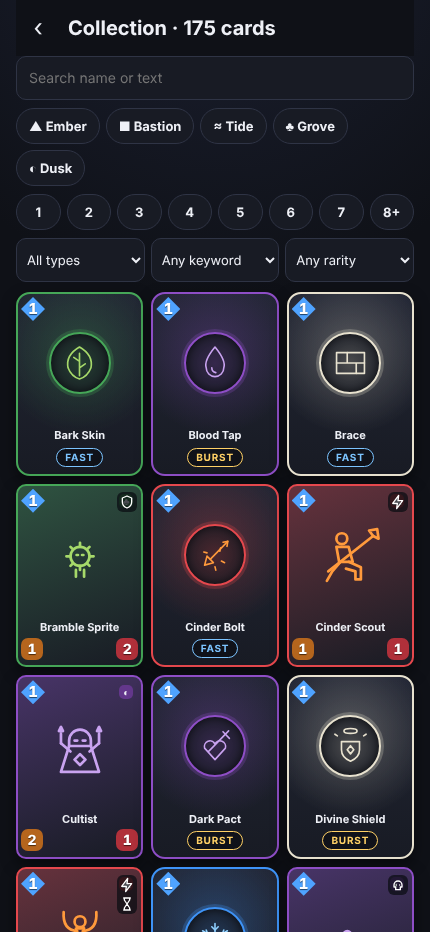 Collection · 175 cards
Search name or text
Ember
Bastion
Tide
Grove
Dusk
1 2 3 4 5 6 7 8+
All types Any keyword Any rarity
1 1 1
Bark Skin Blood Tap Brace
FAST BURST FAST
1 1 1
Bramble Sprite Cinder Bolt Cinder Scout
1 2 FAST 1 1
1 1 1
Cultist Dark Pact Divine Shield
2 1 BURST BURST
1 1 1